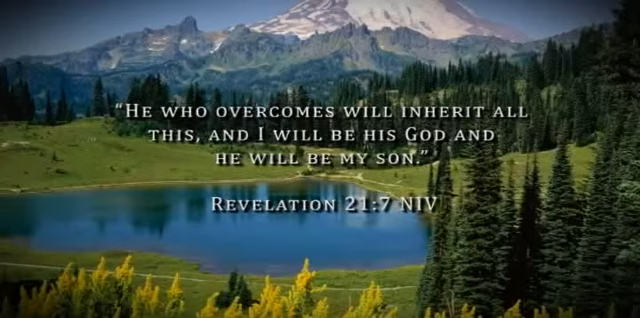 “He who overcomes will inherit all
this, and I will be his God and
he will be my son.”
Revelation 21:7 NIV